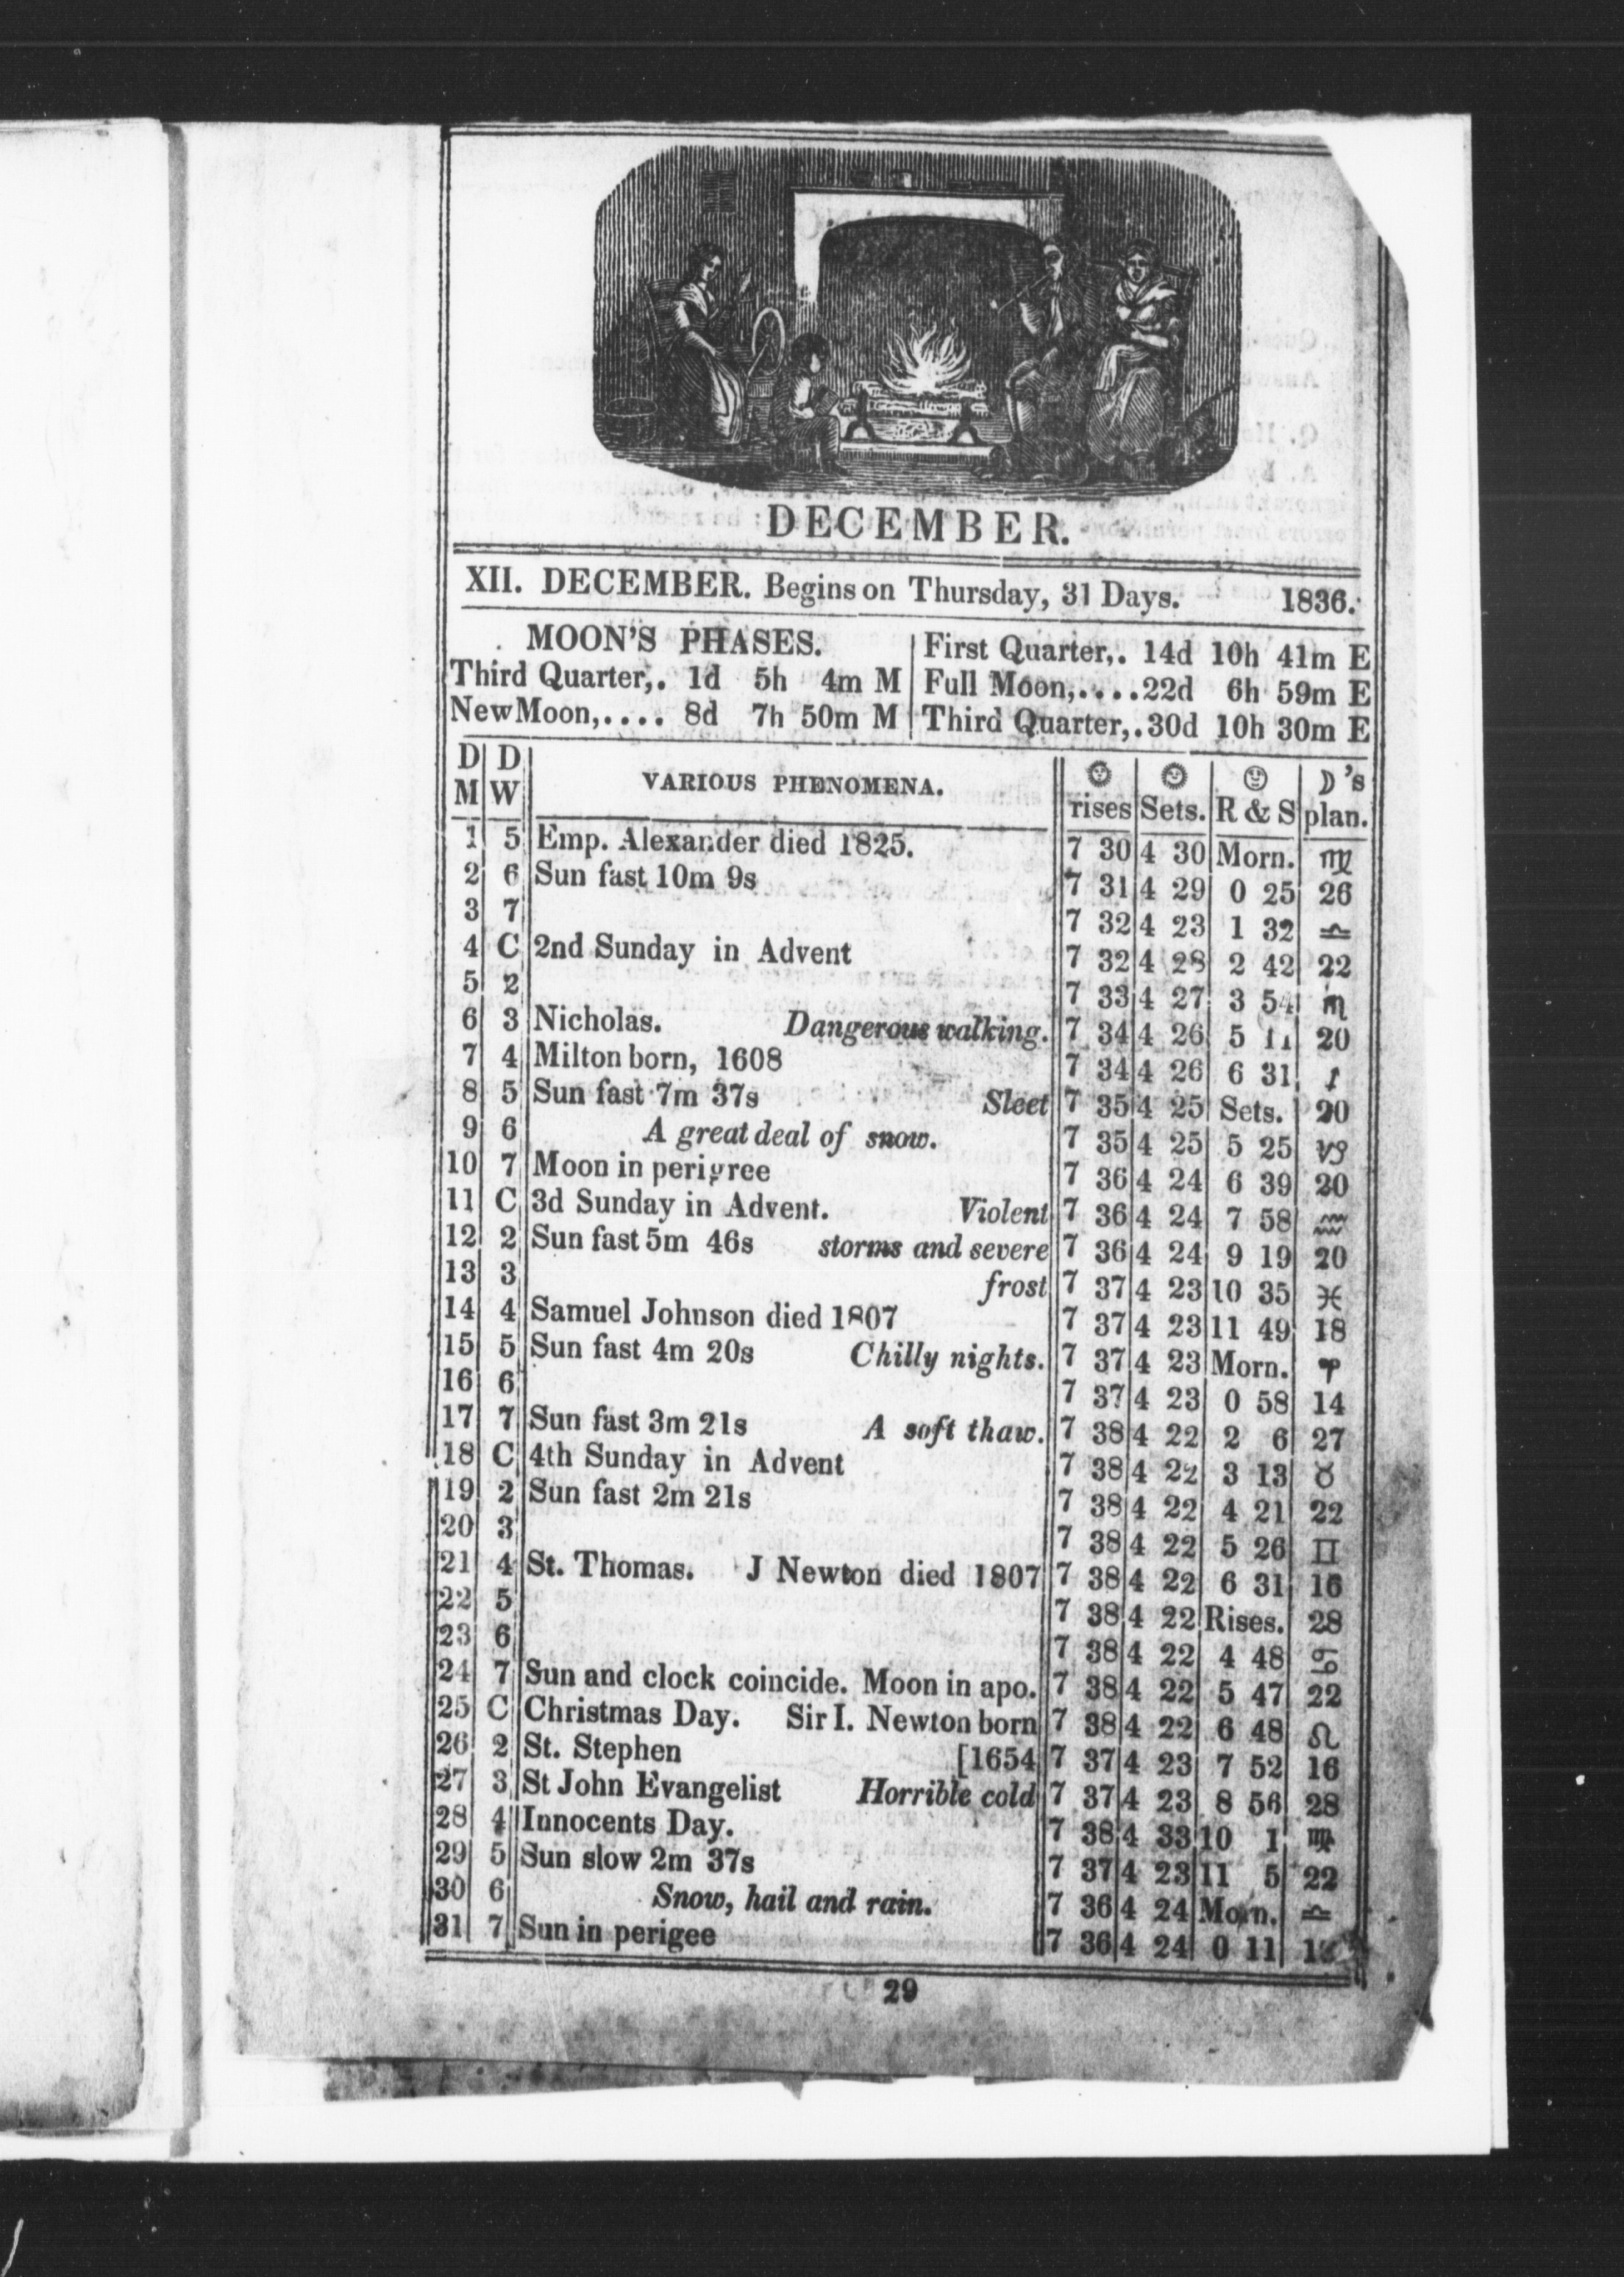 DECEMBER.
XII. DECEMBER. Begins on Thursday, 31 Days. 1836.
MOON'S PHASES.
Third Quarter,. 1d 5h 4m M
New Moon,.... 8d 7h 50m M
First Quarter,. 14d 10h 41m E
Full Moon,....22d 6h 59m E
Third Quarter,.30d 10h 30m E
D M D W VARIOUS PHENOMENA. ☉ rises ☉ Sets. R & S ☽'s plan.
1 5 Emp. Alexander died 1825. 7 30 4 30 Morn. ♍
2 6 Sun fast 10m 9s 7 31 4 29 0 25 26
3 7 7 32 4 23 1 32 ♎
4 C 2nd Sunday in Advent 7 32 4 28 2 42 22
5 2 7 33 4 27 3 54 ♏
6 3 Nicholas. Dangerous walking. 7 34 4 26 5 11 20
7 4 Milton born, 1608 7 34 4 26 6 31 ♐
8 5 Sun fast 7m 37s Sleet 7 35 4 25 Sets. 20
9 6 A great deal of snow. 7 35 4 25 5 25 ♑
10 7 Moon in perigree 7 36 4 24 6 39 20
11 C 3d Sunday in Advent. Violent 7 36 4 24 7 58 ♒
12 2 Sun fast 5m 46s storms and severe 7 36 4 24 9 19 20
13 3 frost 7 37 4 23 10 35 ♓
14 4 Samuel Johnson died 1807 7 37 4 23 11 49 18
15 5 Sun fast 4m 20s Chilly nights. 7 37 4 23 Morn. ♈
16 6 7 37 4 23 0 58 14
17 7 Sun fast 3m 21s A soft thaw. 7 38 4 22 2 6 27
18 C 4th Sunday in Advent 7 38 4 22 3 13 ♉
19 2 Sun fast 2m 21s 7 38 4 22 4 21 22
20 3 7 38 4 22 5 26 ♊
21 4 St. Thomas. J Newton died 1807 7 38 4 22 6 31 16
22 5 7 38 4 22 Rises. 28
23 6 7 38 4 22 4 48 ♋
24 7 Sun and clock coincide. Moon in apo. 7 38 4 22 5 47 22
25 C Christmas Day. Sir I. Newton born 7 38 4 22 6 48 ♌
26 2 St. Stephen [1654 7 37 4 23 7 52 16
27 3 St John Evangelist Horrible cold 7 37 4 23 8 56 28
28 4 Innocents Day. 7 38 4 33 10 1 ♍
29 5 Sun slow 2m 37s 7 37 4 23 11 5 22
30 6 Snow, hail and rain. 7 36 4 24 Morn. ♎
31 7 Sun in perigee 7 36 4 24 0 11
29